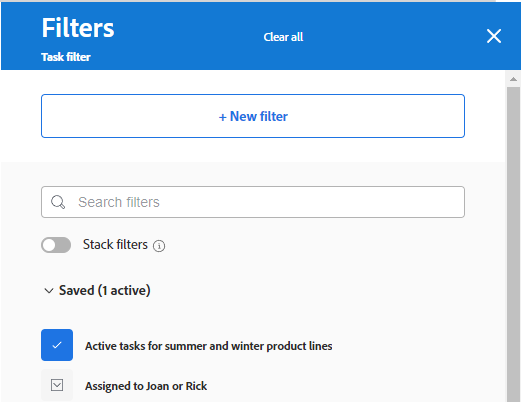 Filters
Clear all
Task filter
+ New filter
Search filters
Stack filters
Saved (1 active)
Active tasks for summer and winter product lines
Assigned to Joan or Rick